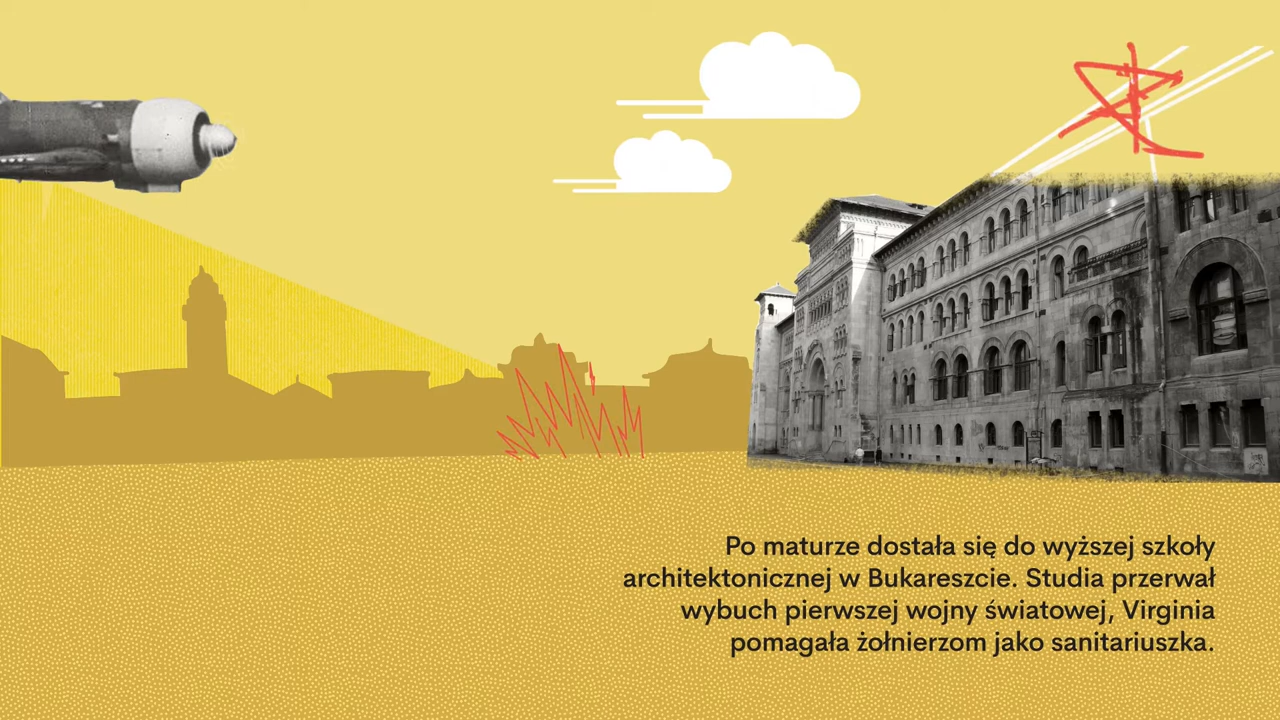 Po maturze dostała się do wyższej szkoły
architektonicznej w Bukareszcie. Studia przerwał
wybuch pierwszej wojny światowej, Virginia
pomagała żołnierzom jako sanitariuszka.